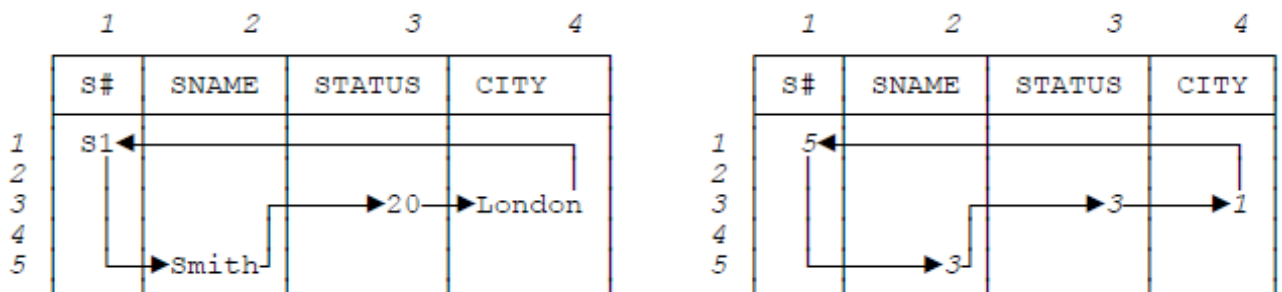 1 2 3 4 1 2 3 4
S# SNAME STATUS CITY S# SNAME STATUS CITY
1 S1 1 5
2 2
3 20 London 3 3 1
4 4
5 Smith 5 3